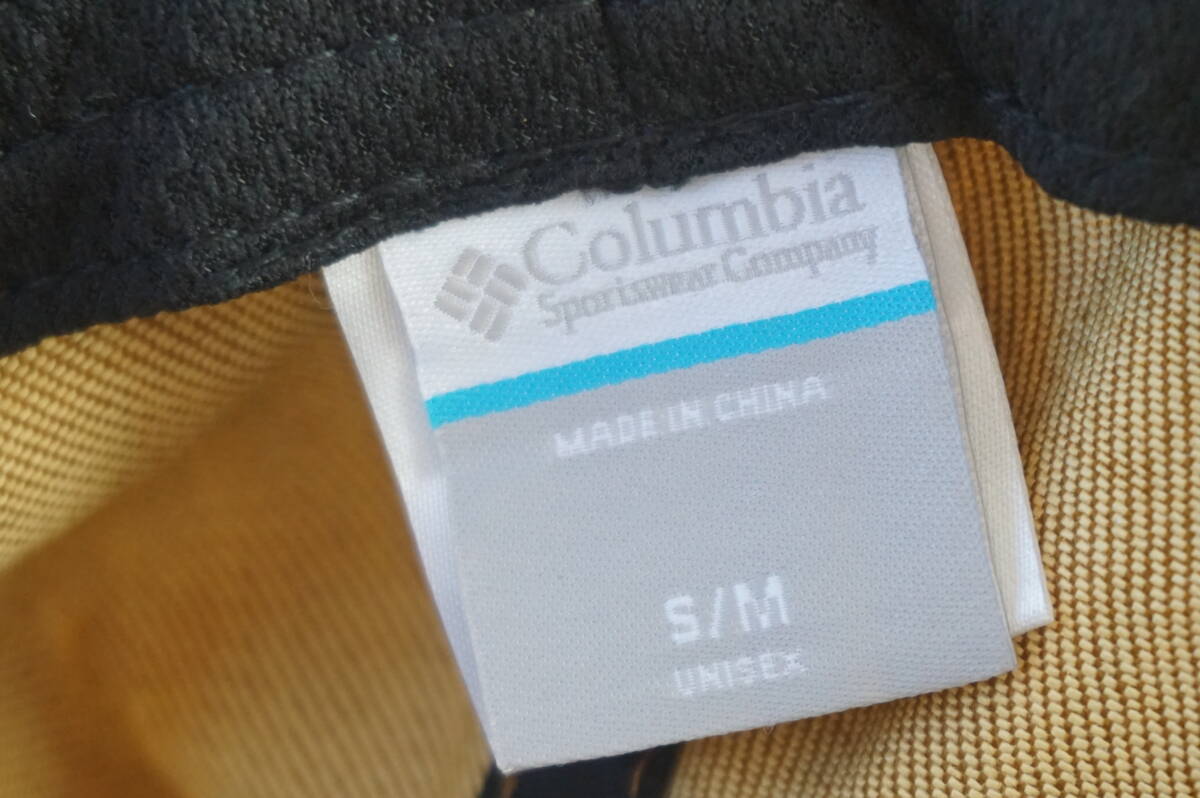 Columbia
Sportswear Company
MADE IN CHINA
S/M
UNISEX